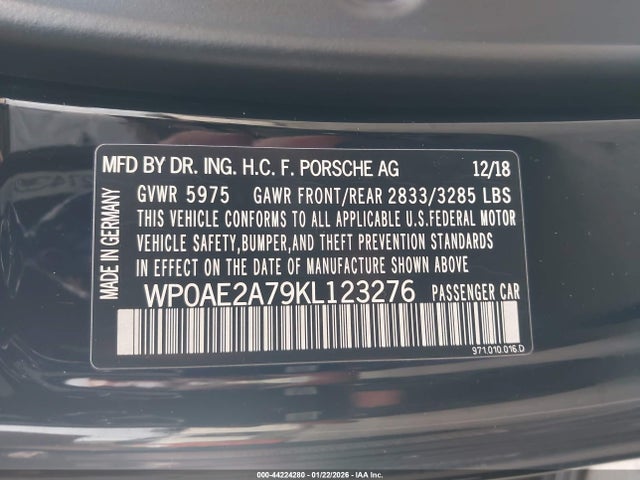 MFD BY DR. ING. H.C. F. PORSCHE AG 12/18
GVWR 5975 GAWR FRONT/REAR 2833/3285 LBS
THIS VEHICLE CONFORMS TO ALL APPLICABLE U.S.FEDERAL MOTOR
VEHICLE SAFETY,BUMPER,AND THEFT PREVENTION STANDARDS
IN EFFECT ON THE DATE OF MANUFACTURE SHOWN ABOVE
MADE IN GERMANY
WP0AE2A79KL123276 PASSENGER CAR
971.010.016.D
000-44224280 - 01/22/2026 - IAA Inc.